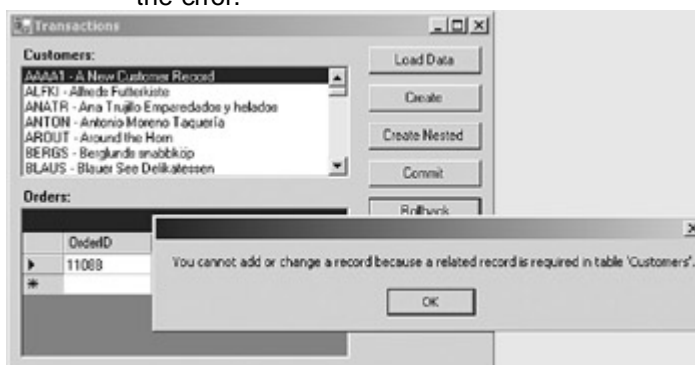 the error.
Transactions
Customers:
AAAA1 - A New Customer Record
ALFKI - Alfreds Futterkiste
ANATR - Ana Trujillo Emparedados y helados
ANTON - Antonio Moreno Taquería
AROUT - Around the Horn
BERGS - Berglunds snabbköp
BLAUS - Blauer See Delikatessen
Load Data
Create
Create Nested
Commit
Rollback
Orders:
OrderID
11088
You cannot add or change a record because a related record is required in table 'Customers'.
OK